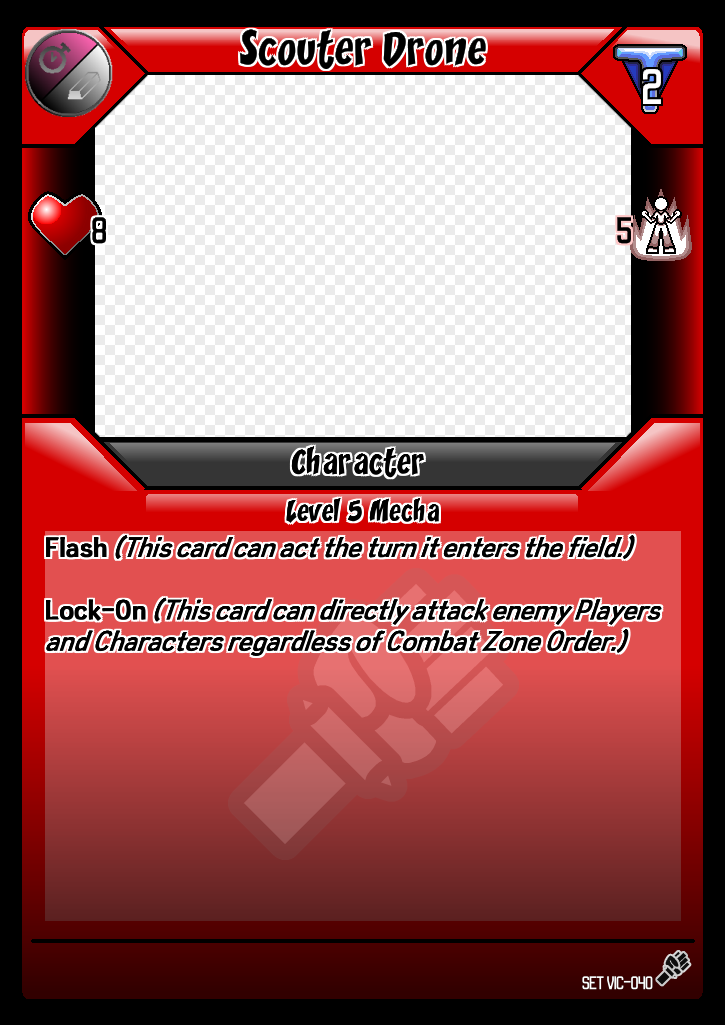 Scouter Drone
2
8
5
Character
Level 5 Mecha
Flash (This card can act the turn it enters the field.)
Lock-On (This card can directly attack enemy Players
and Characters regardless of Combat Zone Order.)
SET VIC-040